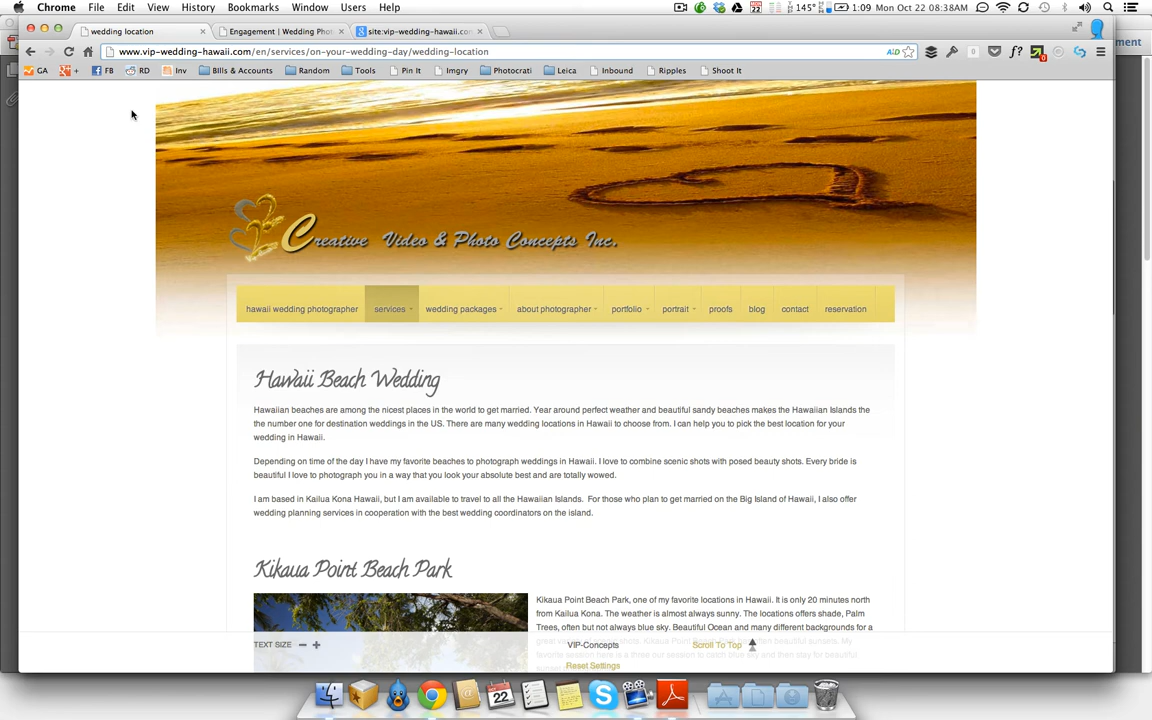 Chrome File Edit View History Bookmarks Window Users Help 145° 1:09 Mon Oct 22 08:38AM
wedding location Engagement | Wedding Phot site:vip-wedding-hawaii.com
www.vip-wedding-hawaii.com/en/services/on-your-wedding-day/wedding-location
GA + FB RD Inv BIlls & Accounts Random Tools Pin It Imgry Photocrati Leica Inbound Ripples Shoot It
Creative Video & Photo Concepts Inc.
hawaii wedding photographer services wedding packages about photographer portfolio portrait proofs blog contact reservation
Hawaii Beach Wedding
Hawaiian beaches are among the nicest places in the world to get married. Year around perfect weather and beautiful sandy beaches makes the Hawaiian Islands the
the number one for destination weddings in the US. There are many wedding locations in Hawaii to choose from. I can help you to pick the best location for your
wedding in Hawaii.
Depending on time of the day I have my favorite beaches to photograph weddings in Hawaii. I love to combine scenic shots with posed beauty shots. Every bride is
beautiful I love to photograph you in a way that you look your absolute best and are totally wowed.
I am based in Kailua Kona Hawaii, but I am available to travel to all the Hawaiian Islands. For those who plan to get married on the Big Island of Hawaii, I also offer
wedding planning services in cooperation with the best wedding coordinators on the island.
Kikaua Point Beach Park
Kikaua Point Beach Park, one of my favorite locations in Hawaii. It is only 20 minutes north
from Kailua Kona. The weather is almost always sunny. The locations offers shade, Palm
Trees, often but not always blue sky. Beautiful Ocean and many different backgrounds for a
TEXT SIZE VIP-Concepts Scroll To Top
Reset Settings